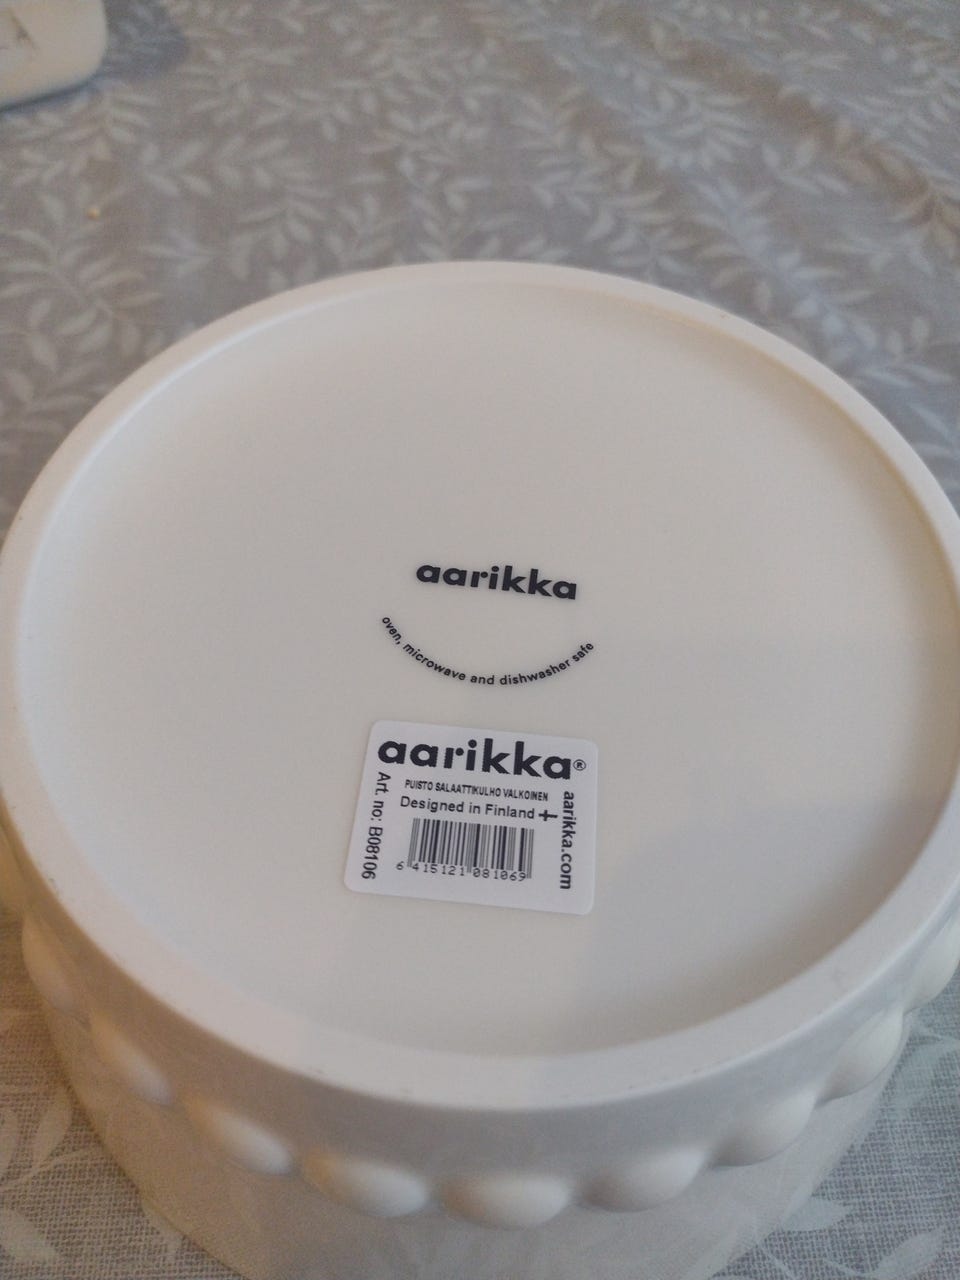 aarikka
oven, microwave and dishwasher safe
aarikka®
PUISTO SALAATTIKULHO VALKOINEN
Designed in Finland
Art. no: B08106
aarikka.com
6 415121 081069